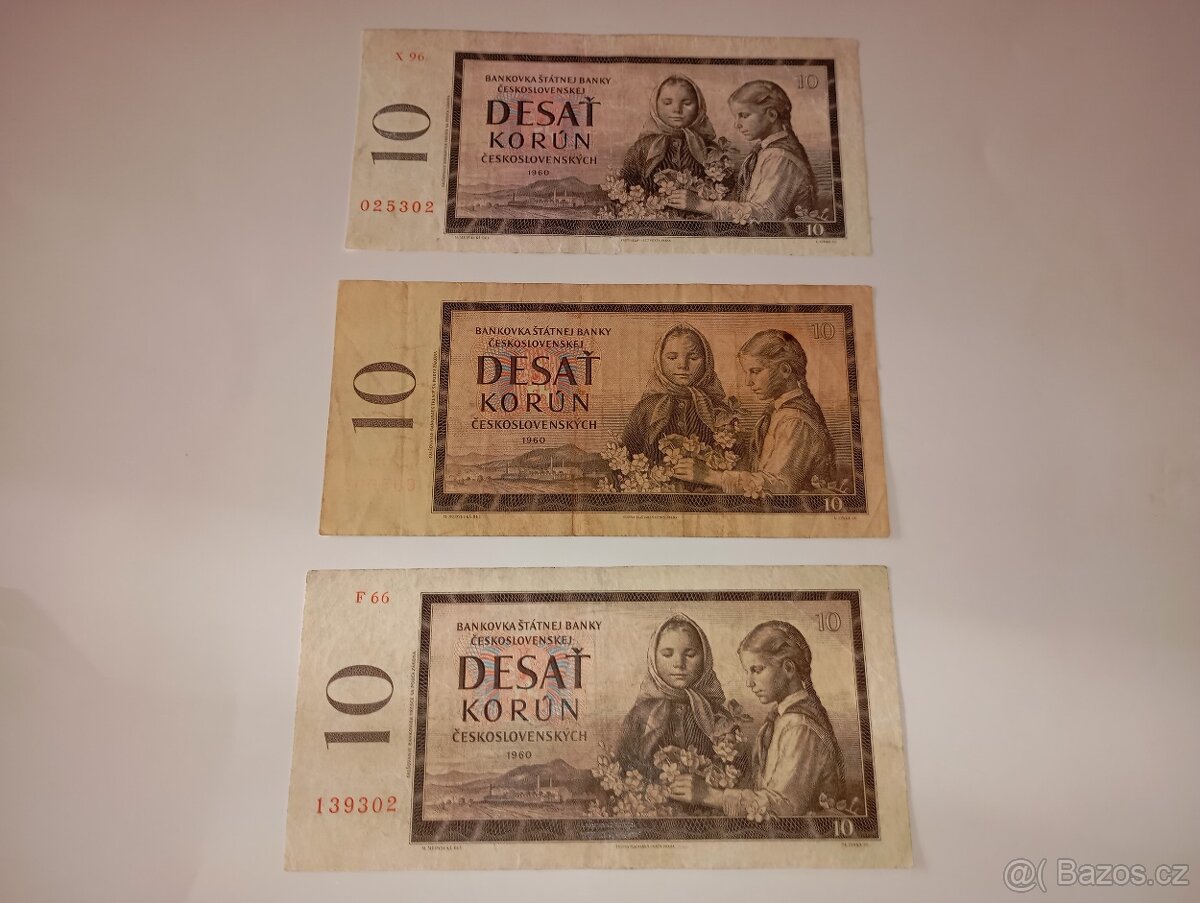 X 96
10
025302
BANKOVKA ŠTÁTNEJ BANKY
ČESKOSLOVENSKEJ
DESAŤ
KORÚN
ČESKOSLOVENSKÝCH
1960
10
10
10
BANKOVKA ŠTÁTNEJ BANKY
ČESKOSLOVENSKEJ
DESAŤ
KORÚN
ČESKOSLOVENSKÝCH
1960
10
10
F 66
10
139302
BANKOVKA ŠTÁTNEJ BANKY
ČESKOSLOVENSKEJ
DESAŤ
KORÚN
ČESKOSLOVENSKÝCH
1960
10
10
@( Bazos.cz